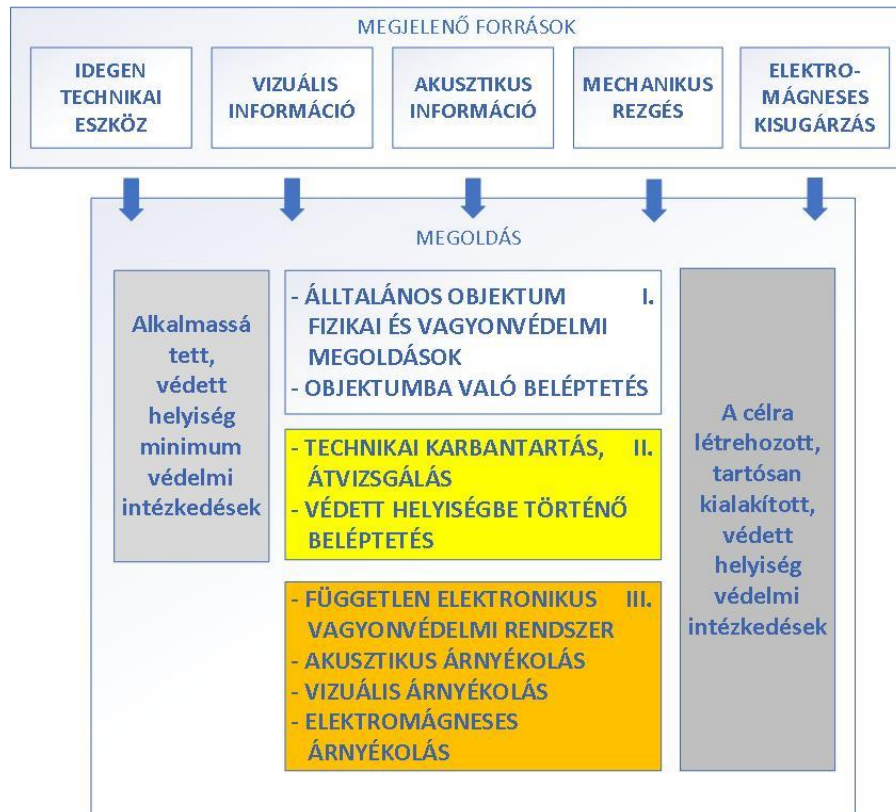 MEGJELENŐ FORRÁSOK
IDEGEN
TECHNIKAI
ESZKÖZ
VIZUÁLIS
INFORMÁCIÓ
AKUSZTIKUS
INFORMÁCIÓ
MECHANIKUS
REZGÉS
ELEKTRO-
MÁGNESES
KISUGÁRZÁS
MEGOLDÁS
Alkalmassá
tett,
védett
helyiség
minimum
védelmi
intézkedések
- ÁLLTALÁNOS OBJEKTUM I.
FIZIKAI ÉS VAGYONVÉDELMI
MEGOLDÁSOK
- OBJEKTUMBA VALÓ BELÉPTETÉS
- TECHNIKAI KARBANTARTÁS, II.
ÁTVIZSGÁLÁS
- VÉDETT HELYISÉGBE TÖRTÉNŐ
BELÉPTETÉS
- FÜGGETLEN ELEKTRONIKUS III.
VAGYONVÉDELMI RENDSZER
- AKUSZTIKUS ÁRNYÉKOLÁS
- VIZUÁLIS ÁRNYÉKOLÁS
- ELEKTROMÁGNESES
ÁRNYÉKOLÁS
A célra
létrehozott,
tartósan
kialakított,
védett
helyiség
védelmi
intézkedések